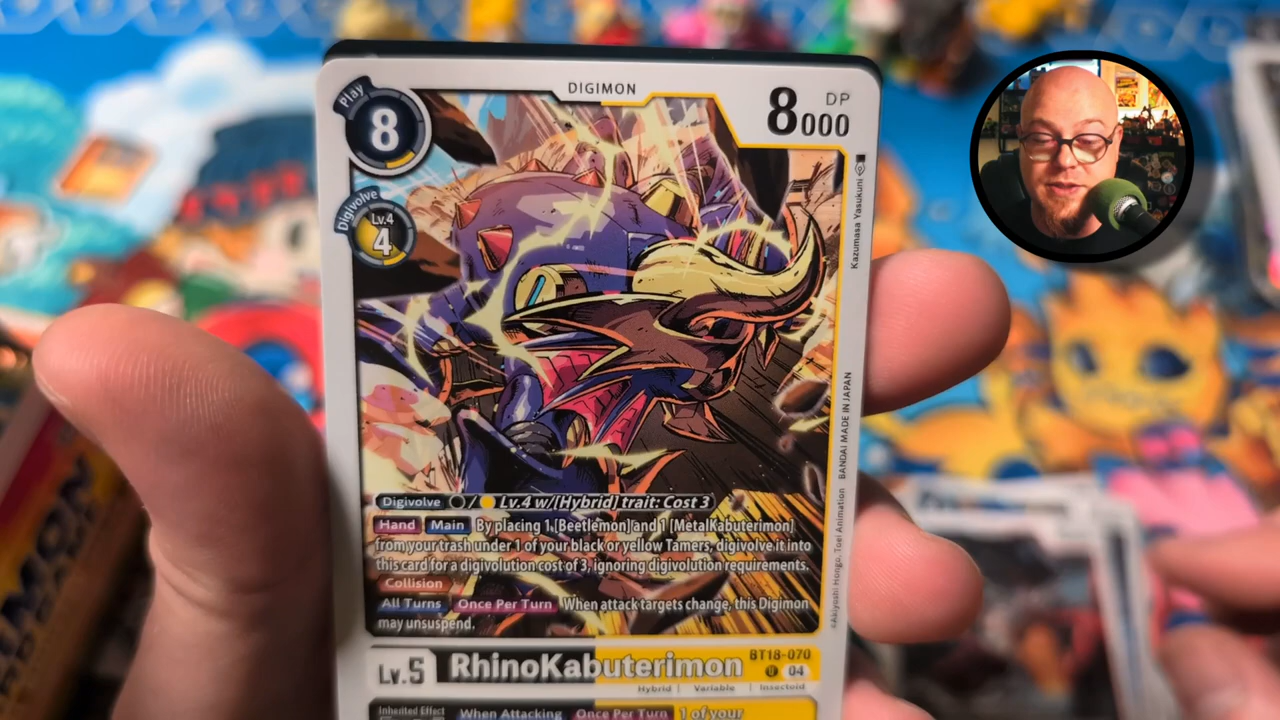 DIGIMON
Play
8
8000
DP
Digivolve
Lv.4
4
Kazumasa Yasukuni
BANDAI MADE IN JAPAN
©Akiyoshi Hongo, Toei Animation
Digivolve / Lv.4 w/[Hybrid] trait: Cost 3
Hand Main By placing 1 [Beetlemon] and 1 [MetalKabuterimon]
from your trash under 1 of your black or yellow Tamers, digivolve it into
this card for a digivolution cost of 3, ignoring digivolution requirements.
Collision
All Turns Once Per Turn When attack targets change, this Digimon
may unsuspend.
BT18-070
Lv.5 RhinoKabuterimon U 04
Hybrid | Variable | Insectoid
Inherited Effect When Attacking Once Per Turn 1 of your